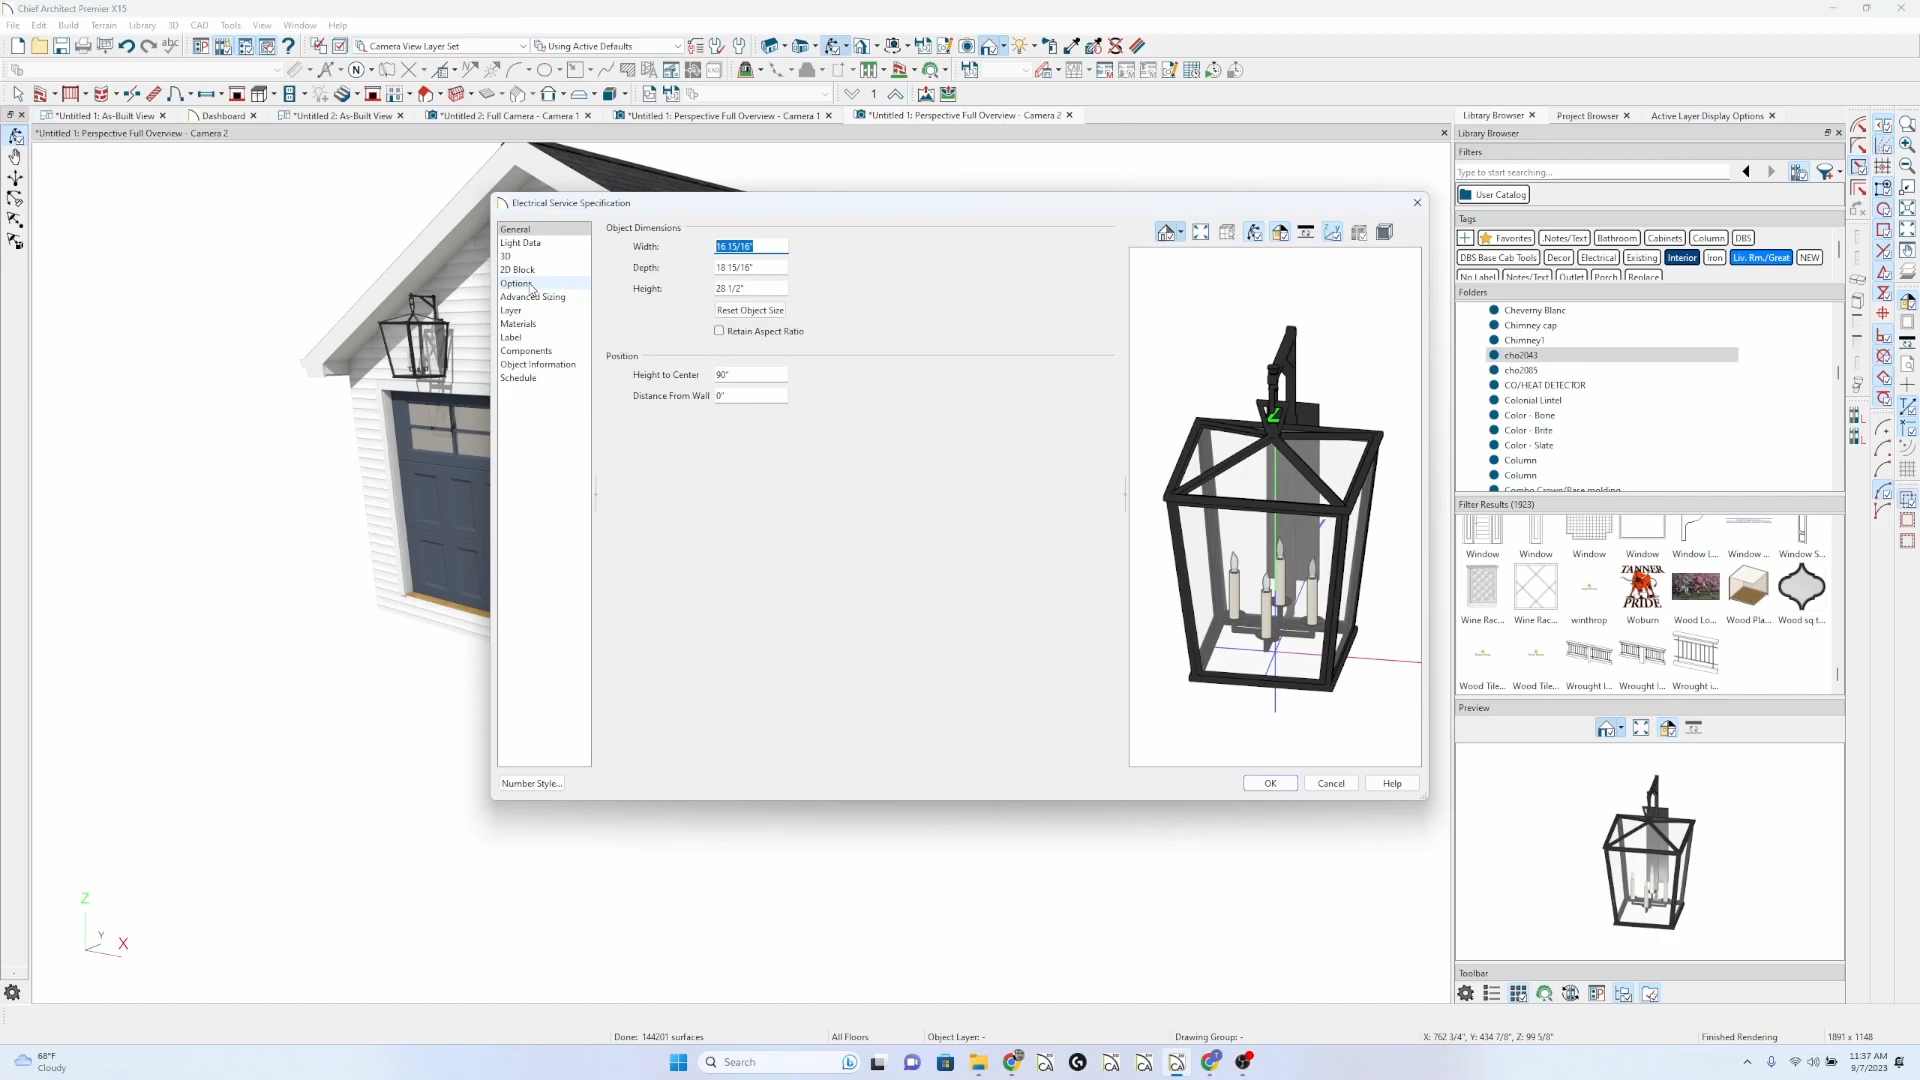 Chief Architect Premier X15
File Edit Build Terrain Library 3D CAD Tools View Window Help
Camera View Layer Set
Using Active Defaults
1
*Untitled 1: As-Built View
Dashboard
*Untitled 2: As-Built View
*Untitled 2: Full Camera - Camera 1
*Untitled 1: Perspective Full Overview - Camera 1
*Untitled 1: Perspective Full Overview - Camera 2
*Untitled 1: Perspective Full Overview - Camera 2
Electrical Service Specification
General
Light Data
3D
2D Block
Options
Advanced Sizing
Layer
Materials
Label
Components
Object Information
Schedule
Object Dimensions
Width: 16 15/16"
Depth: 18 15/16"
Height: 28 1/2"
Reset Object Size
Retain Aspect Ratio
Position
Height to Center 90"
Distance From Wall 0"
Number Style... OK Cancel Help
Z
Y
X
Library Browser Project Browser Active Layer Display Options
Library Browser
Filters
Type to start searching...
User Catalog
Tags
Favorites .Notes/Text Bathroom Cabinets Column DBS
DBS Base Cab Tools Decor Electrical Existing Interior Iron Liv. Rm./Great NEW
No Label Notes/Text Outlet Porch Replace
Folders
Cheverny Blanc
Chimney cap
Chimney1
cho2043
cho2085
CO/HEAT DETECTOR
Colonial Lintel
Color - Bone
Color - Brite
Color - Slate
Column
Column
Combo Crown/Base molding
Filter Results (1923)
Window Window Window Window Window L... Window ... Window S...
TANNER
PRIDE
Wine Rac... Wine Rac... winthrop Woburn Wood Lo... Wood Pla... Wood sq t...
Wood Tile... Wood Tile... Wrought I... Wrought I... Wrought i...
Preview
Toolbar
Done: 144201 surfaces All Floors Object Layer: - Drawing Group: - X: 762 3/4", Y: 434 7/8", Z: 99 5/8" Finished Rendering 1891 x 1148
68°F
Cloudy
Search
11:37 AM
9/7/2023